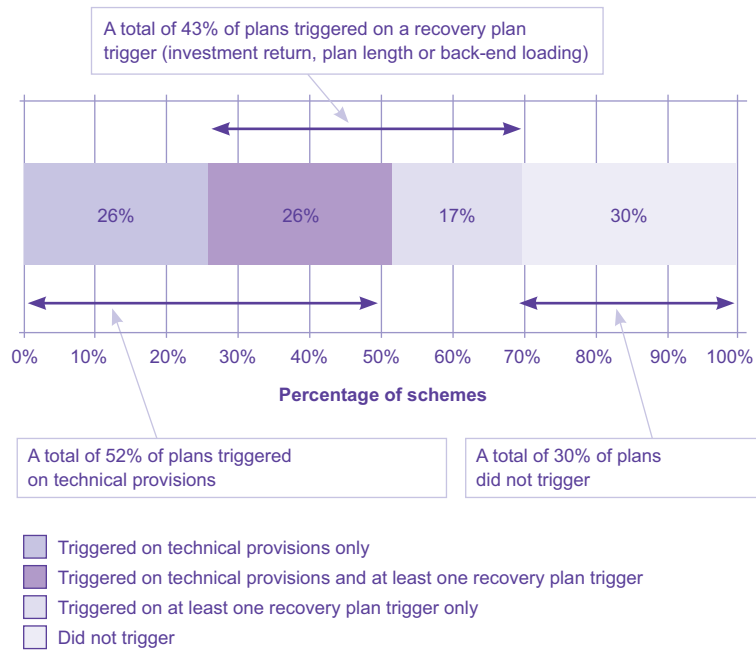 A total of 43% of plans triggered on a recovery plan
trigger (investment return, plan length or back-end loading)
26%
26%
17%
30%
0%
10%
20%
30%
40%
50%
60%
70%
80%
90%
100%
Percentage of schemes
A total of 52% of plans triggered
on technical provisions
A total of 30% of plans
did not trigger
Triggered on technical provisions only
Triggered on technical provisions and at least one recovery plan trigger
Triggered on at least one recovery plan trigger only
Did not trigger